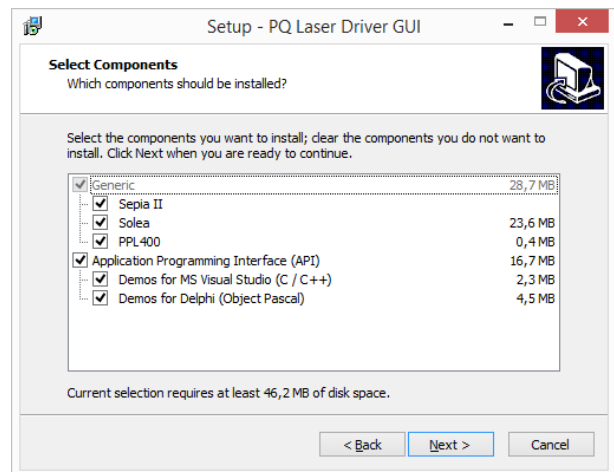 Setup - PQ Laser Driver GUI
Select Components
Which components should be installed?
Select the components you want to install; clear the components you do not want to
install. Click Next when you are ready to continue.
Generic 28,7 MB
Sepia II
Solea 23,6 MB
PPL400 0,4 MB
Application Programming Interface (API) 16,7 MB
Demos for MS Visual Studio (C / C++) 2,3 MB
Demos for Delphi (Object Pascal) 4,5 MB
Current selection requires at least 46,2 MB of disk space.
< Back Next > Cancel